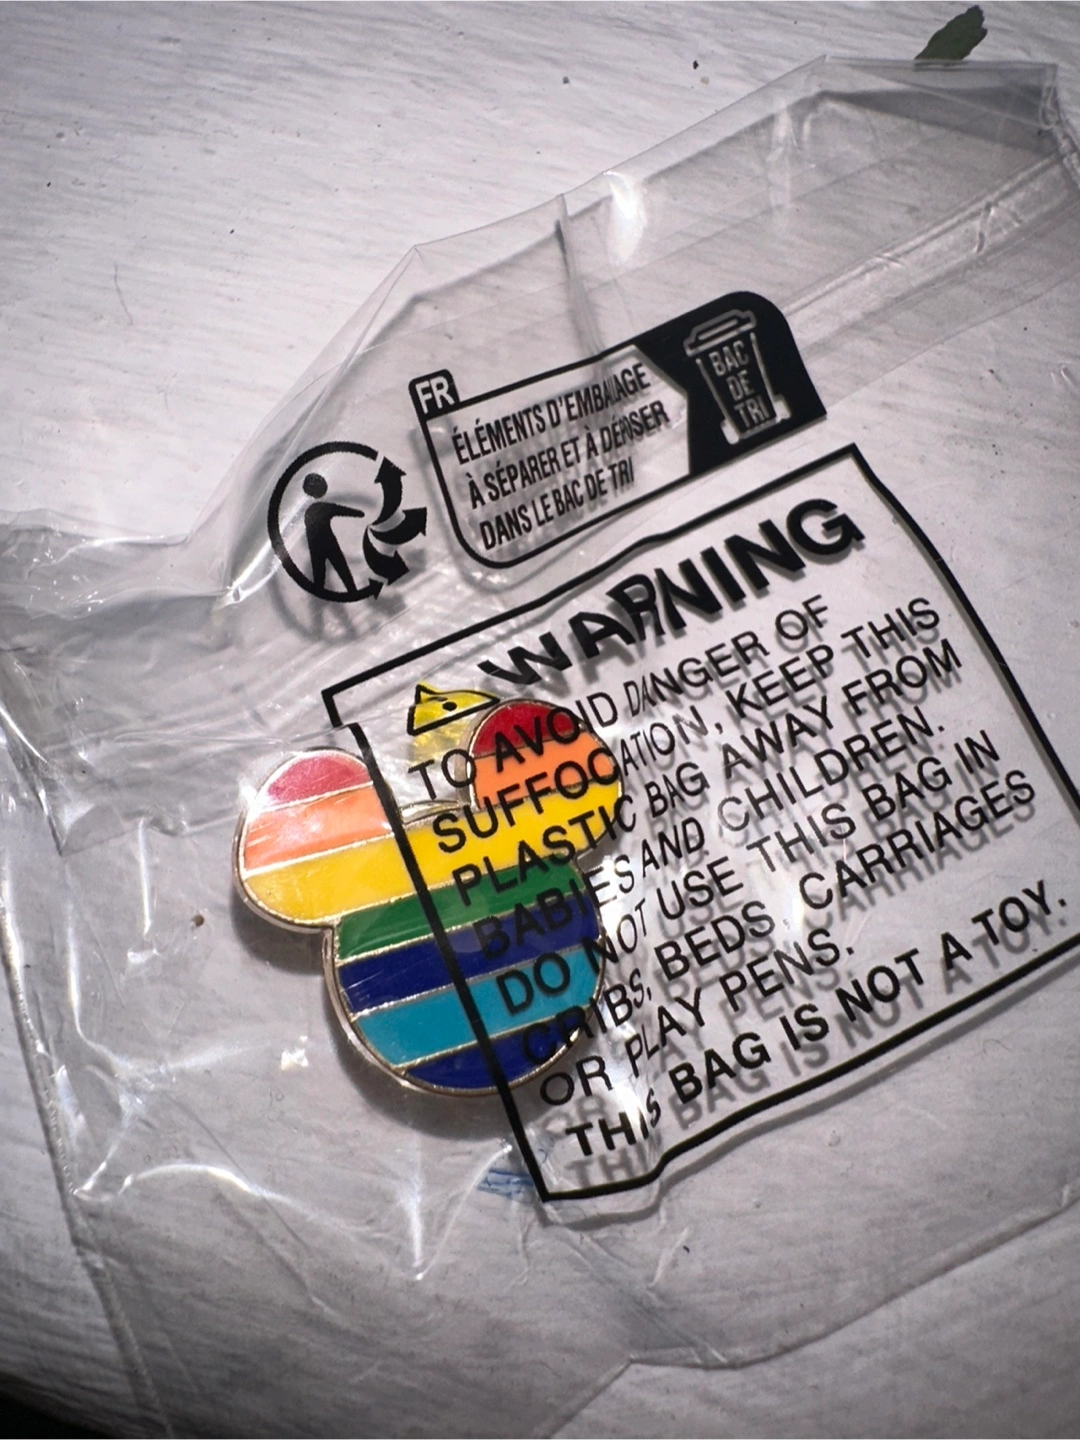 FR
ÉLÉMENTS D'EMBALLAGE
À SÉPARER ET À DÉPOSER
DANS LE BAC DE TRI
BAC
DE
TRI
WARNING
TO AVOID DANGER OF
SUFFOCATION, KEEP THIS
PLASTIC BAG AWAY FROM
BABIES AND CHILDREN.
DO NOT USE THIS BAG IN
CRIBS, BEDS, CARRIAGES
OR PLAY PENS.
THIS BAG IS NOT A TOY.